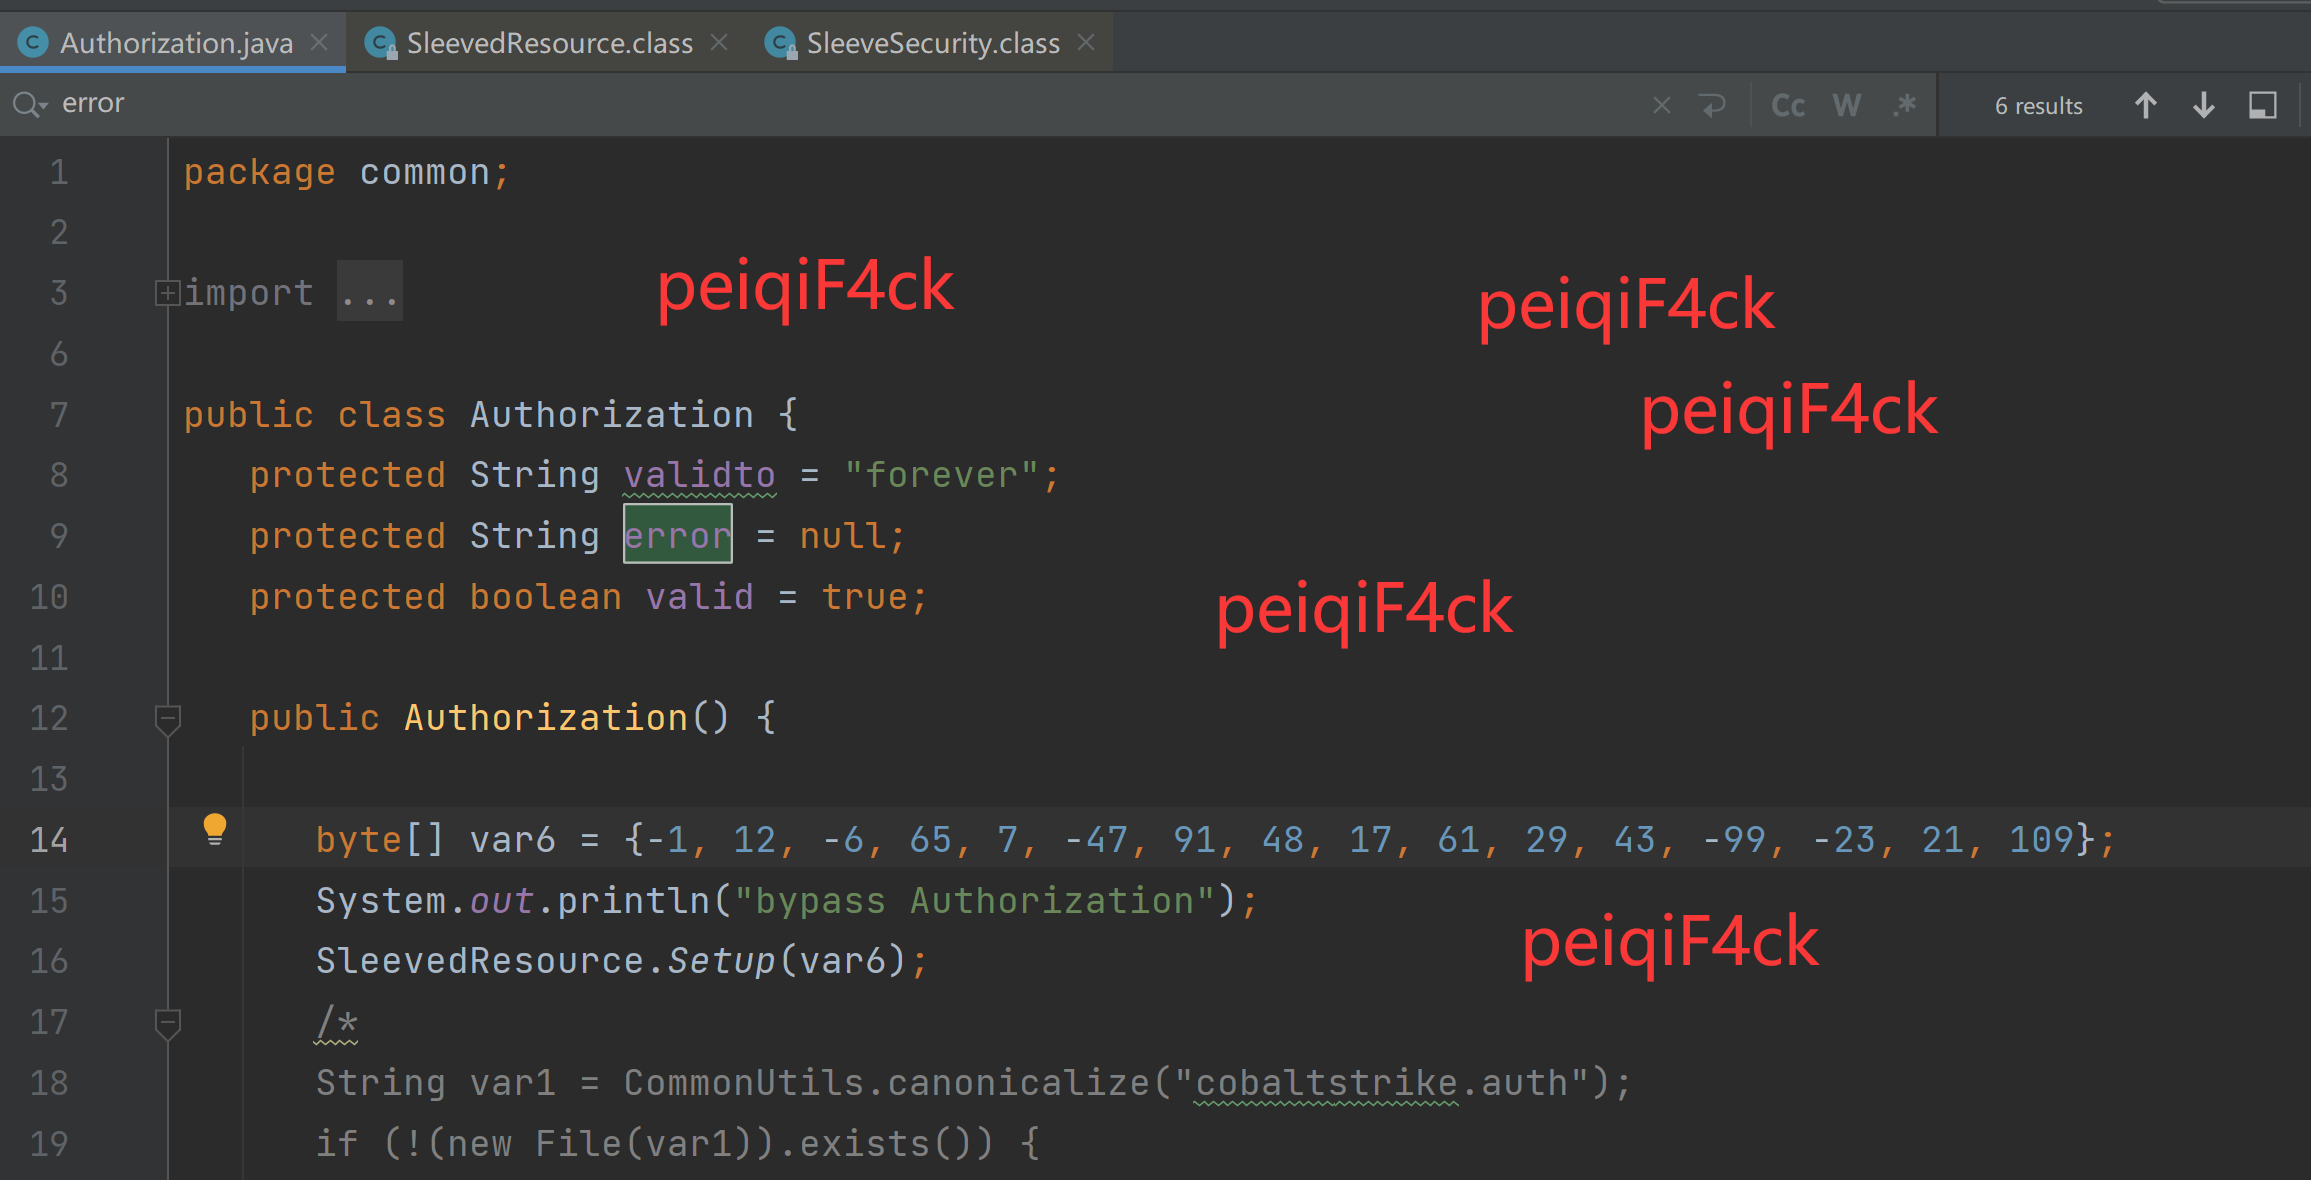 Authorization.java SleevedResource.class SleeveSecurity.class
error Cc W .* 6 results
1 package common;
2
3 import ... peiqiF4ck peiqiF4ck
6 peiqiF4ck
7 public class Authorization {
8 protected String validto = "forever";
9 protected String error = null;
10 protected boolean valid = true; peiqiF4ck
11
12 public Authorization() {
13
14 byte[] var6 = {-1, 12, -6, 65, 7, -47, 91, 48, 17, 61, 29, 43, -99, -23, 21, 109};
15 System.out.println("bypass Authorization");
peiqiF4ck
16 SleevedResource.Setup(var6);
17 /*
18 String var1 = CommonUtils.canonicalize("cobaltstrike.auth");
19 if (!(new File(var1)).exists()) {